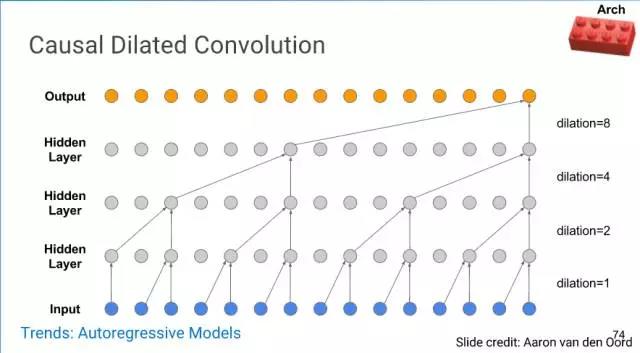 Arch
Causal Dilated Convolution
Output
dilation=8
Hidden
Layer
dilation=4
Hidden
Layer
dilation=2
Hidden
Layer
dilation=1
Input
Trends: Autoregressive Models
74
Slide credit: Aaron van den Oord